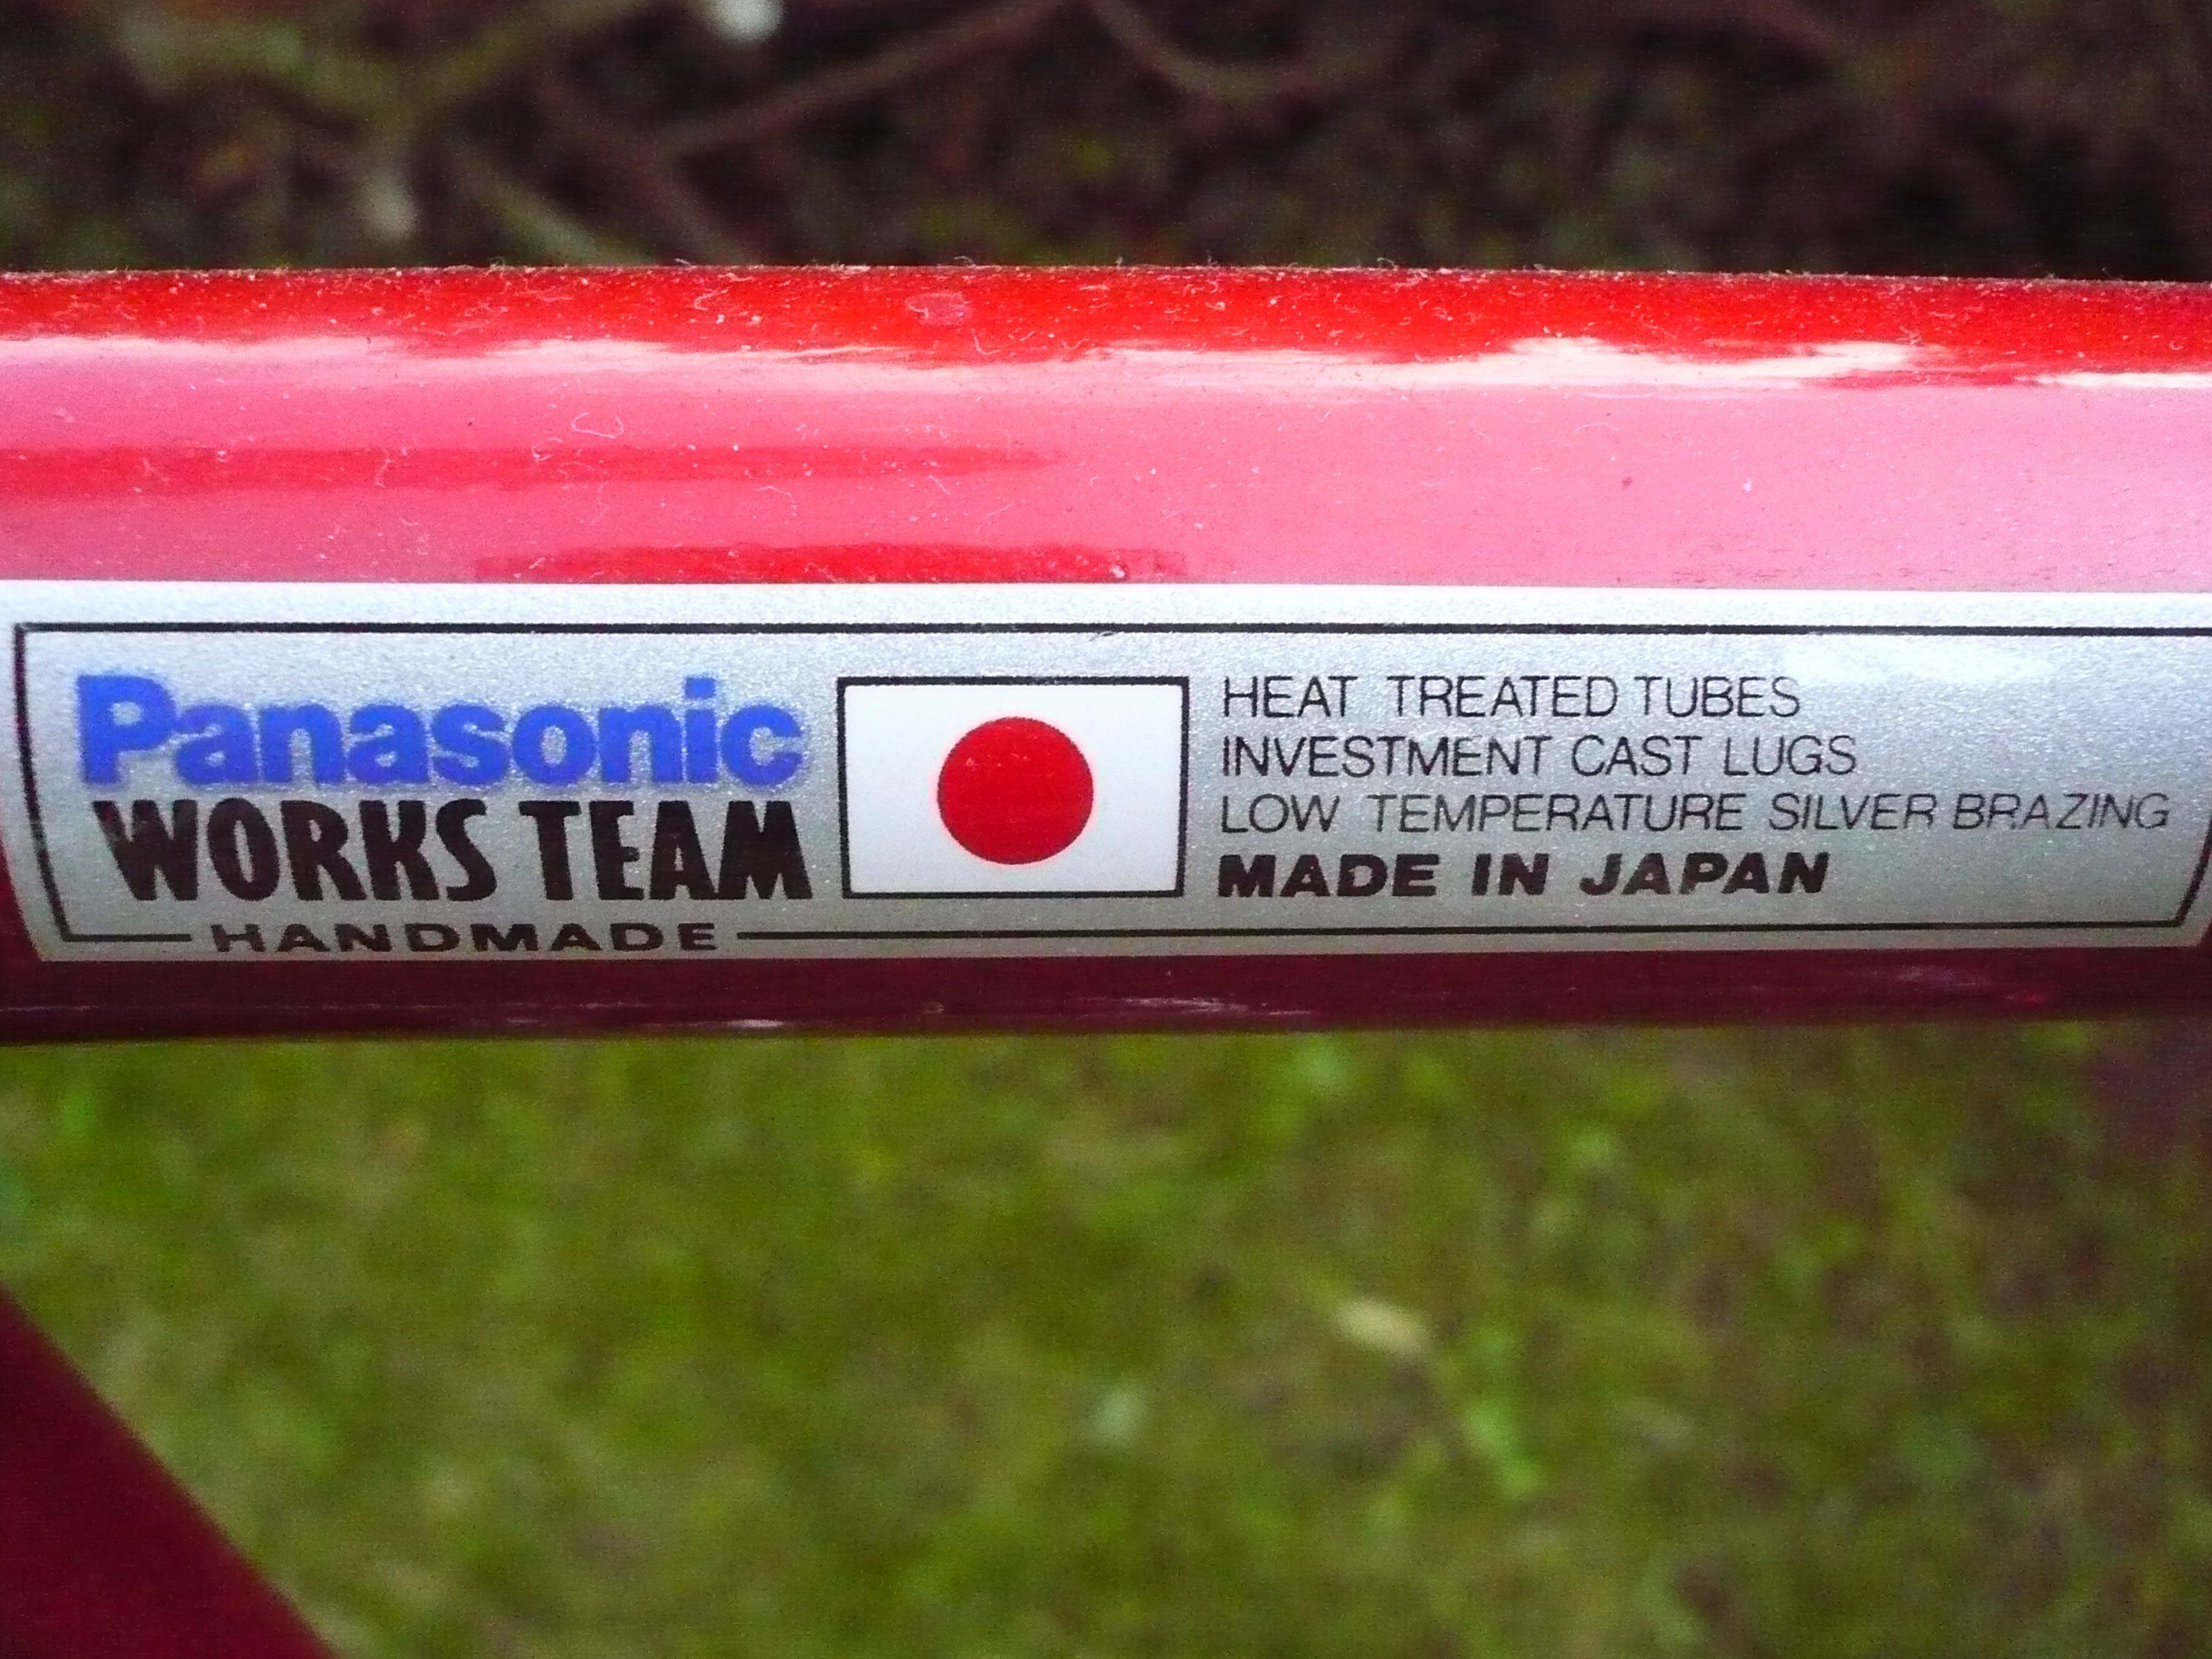 Panasonic
WORKS TEAM
HANDMADE
HEAT TREATED TUBES
INVESTMENT CAST LUGS
LOW TEMPERATURE SILVER BRAZING
MADE IN JAPAN